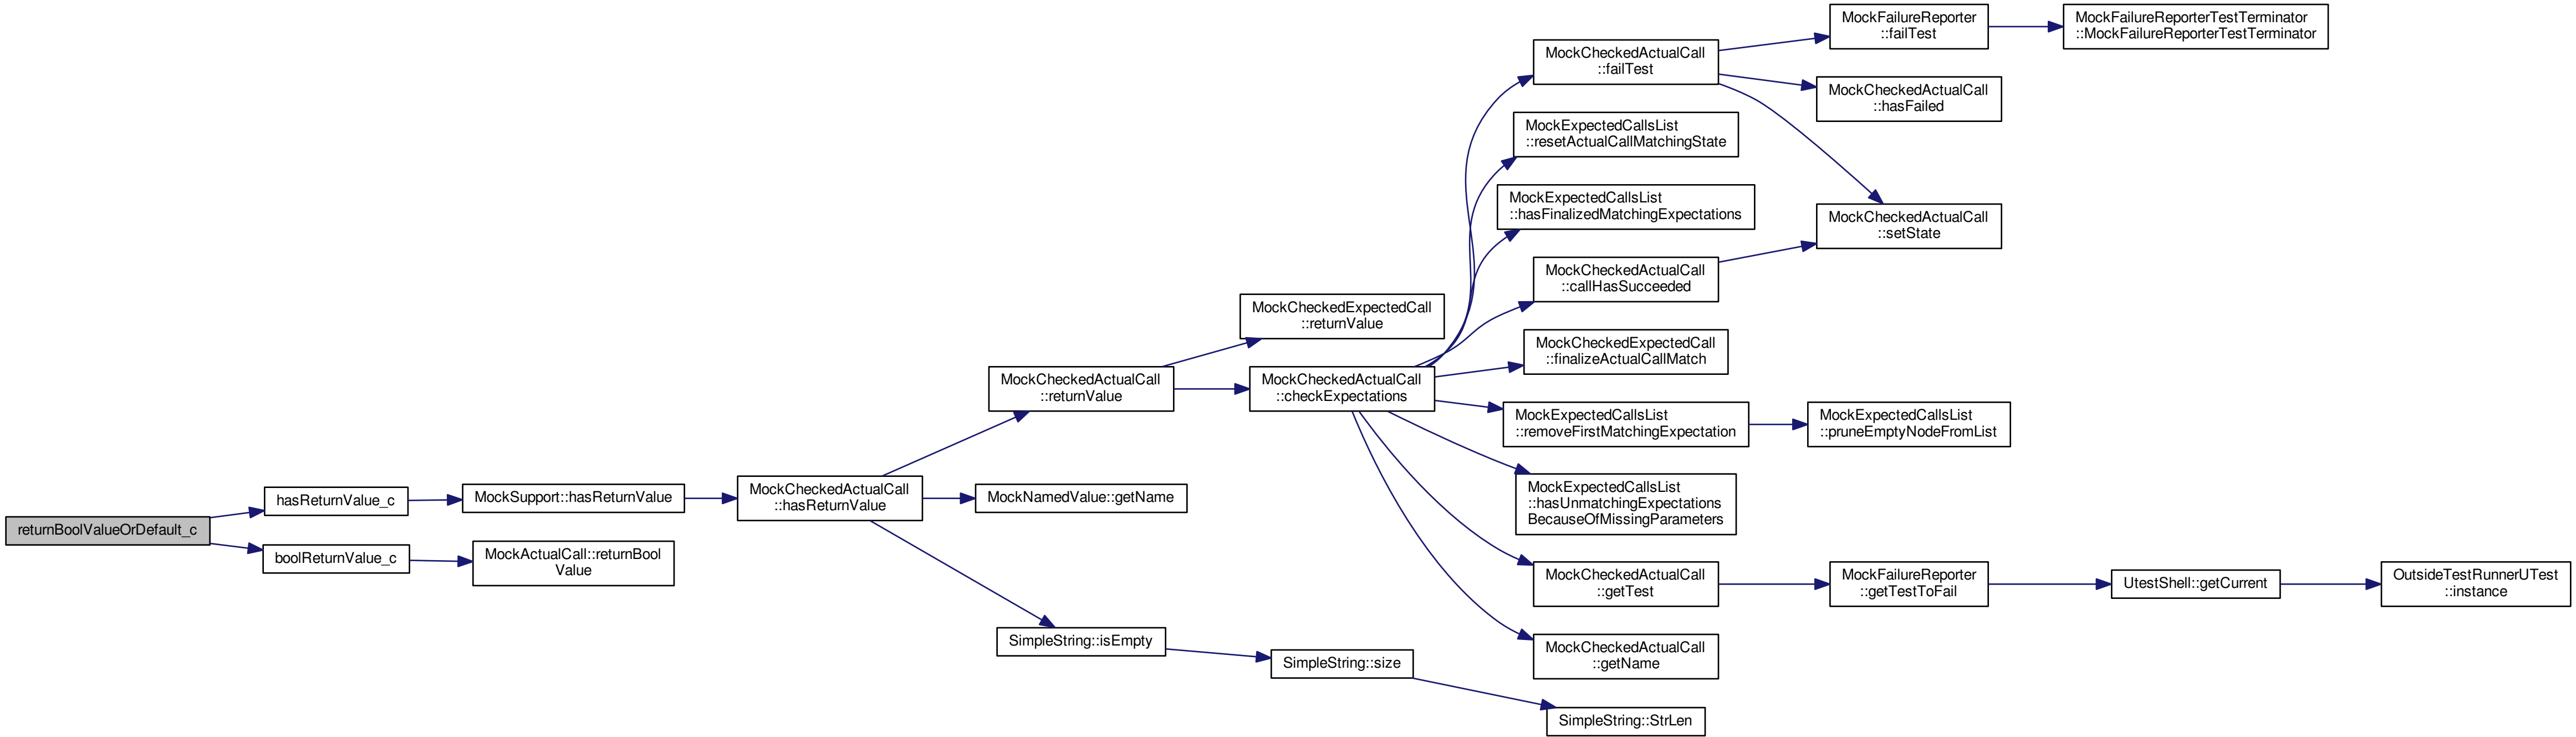 returnBoolValueOrDefault_c
hasReturnValue_c
boolReturnValue_c
MockSupport::hasReturnValue
MockActualCall::returnBool
Value
MockCheckedActualCall
::hasReturnValue
MockCheckedActualCall
::returnValue
MockNamedValue::getName
SimpleString::isEmpty
MockCheckedExpectedCall
::returnValue
MockCheckedActualCall
::checkExpectations
SimpleString::size
MockCheckedActualCall
::failTest
MockExpectedCallsList
::resetActualCallMatchingState
MockExpectedCallsList
::hasFinalizedMatchingExpectations
MockCheckedActualCall
::callHasSucceeded
MockCheckedExpectedCall
::finalizeActualCallMatch
MockExpectedCallsList
::removeFirstMatchingExpectation
MockExpectedCallsList
::hasUnmatchingExpectations
BecauseOfMissingParameters
MockCheckedActualCall
::getTest
MockCheckedActualCall
::getName
SimpleString::StrLen
MockFailureReporter
::failTest
MockCheckedActualCall
::hasFailed
MockCheckedActualCall
::setState
MockExpectedCallsList
::pruneEmptyNodeFromList
MockFailureReporter
::getTestToFail
MockFailureReporterTestTerminator
::MockFailureReporterTestTerminator
UtestShell::getCurrent
OutsideTestRunnerUTest
::instance